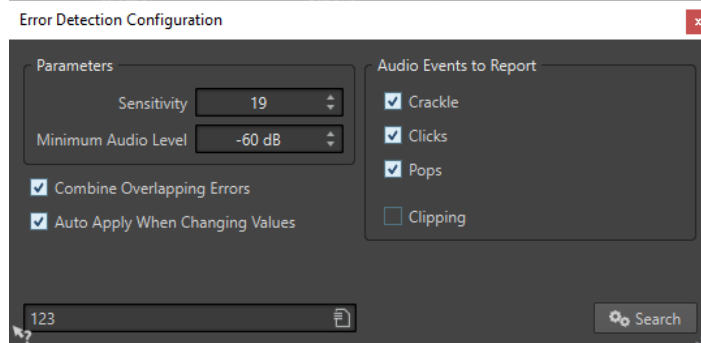 Error Detection Configuration
x
Parameters
Sensitivity 19
Minimum Audio Level -60 dB
Combine Overlapping Errors
Auto Apply When Changing Values
Audio Events to Report
Crackle
Clicks
Pops
Clipping
123
?
Search